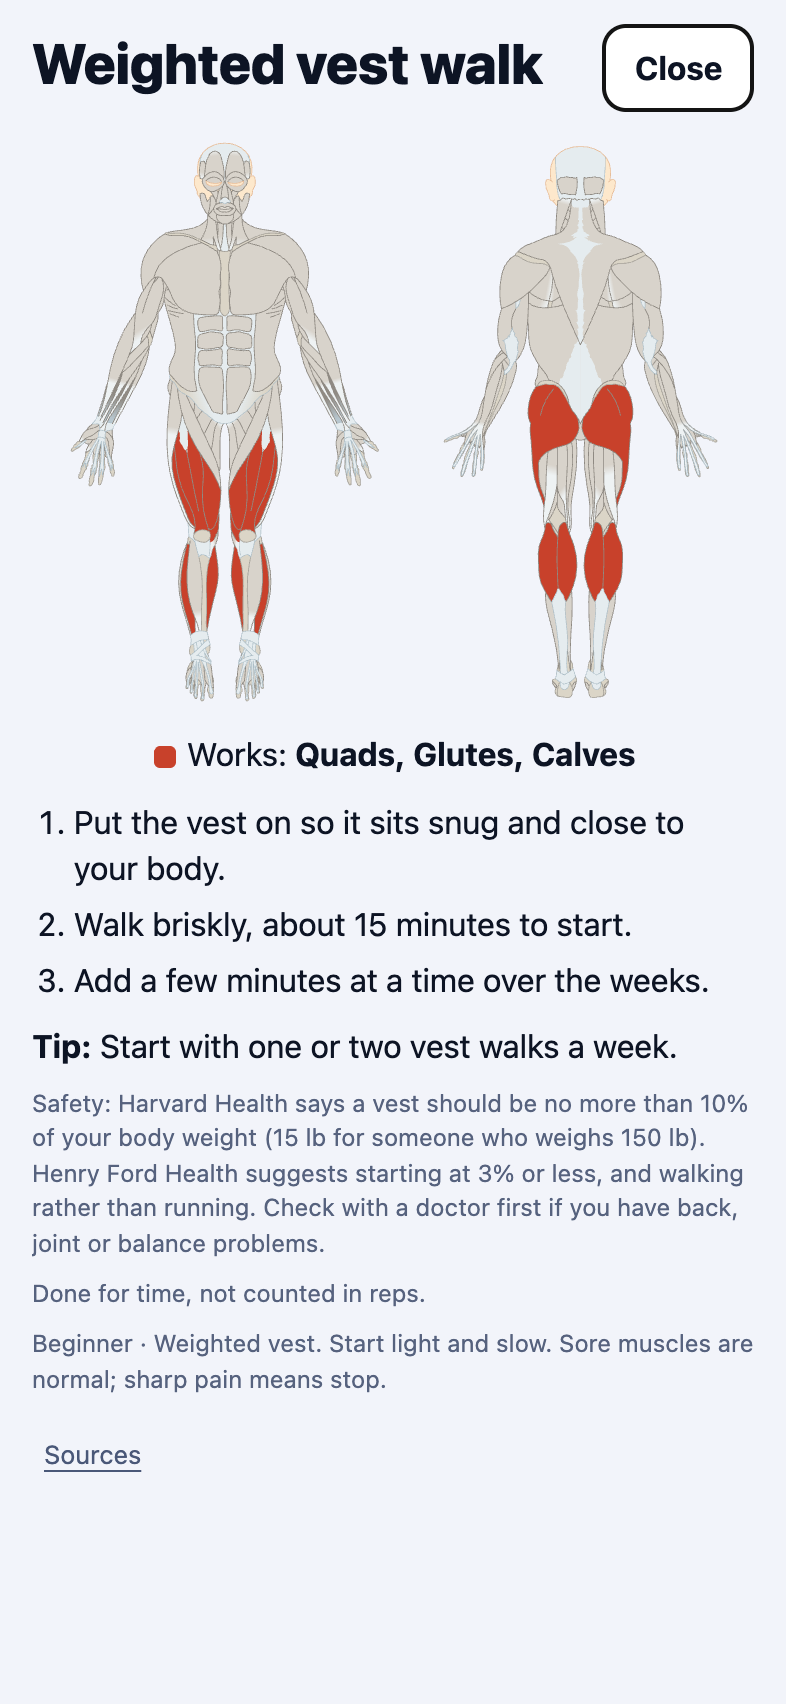 Weighted vest walk
Close
Works: Quads, Glutes, Calves
1. Put the vest on so it sits snug and close to
your body.
2. Walk briskly, about 15 minutes to start.
3. Add a few minutes at a time over the weeks.
Tip: Start with one or two vest walks a week.
Safety: Harvard Health says a vest should be no more than 10%
of your body weight (15 lb for someone who weighs 150 lb).
Henry Ford Health suggests starting at 3% or less, and walking
rather than running. Check with a doctor first if you have back,
joint or balance problems.
Done for time, not counted in reps.
Beginner · Weighted vest. Start light and slow. Sore muscles are
normal; sharp pain means stop.
Sources